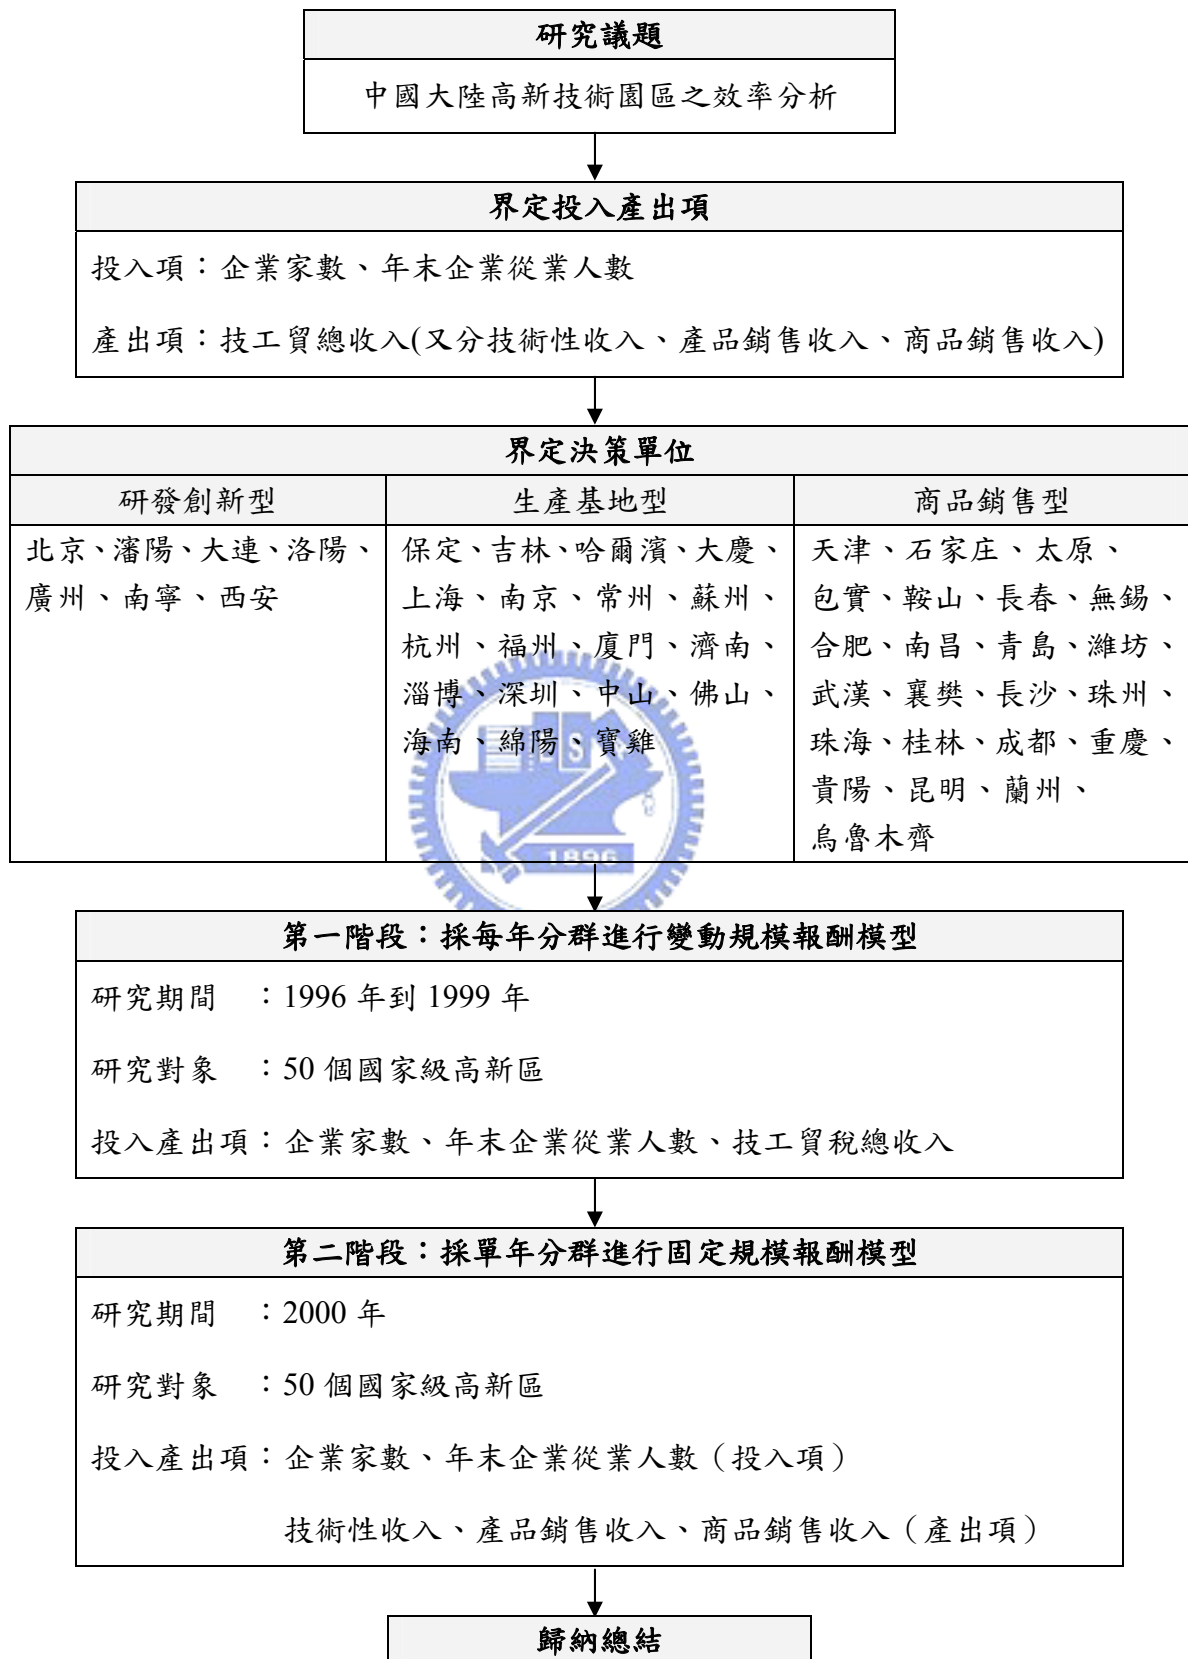 研究議題
中國大陸高新技術園區之效率分析
界定投入產出項
投入項：企業家數、年末企業從業人數
產出項：技工貿總收入(又分技術性收入、產品銷售收入、商品銷售收入)
界定決策單位
研發創新型
北京、瀋陽、大連、洛陽、
廣州、南寧、西安
生產基地型
保定、吉林、哈爾濱、大慶、
上海、南京、常州、蘇州、
杭州、福州、廈門、濟南、
淄博、深圳、中山、佛山、
海南、綿陽、寶雞
商品銷售型
天津、石家庄、太原、
包實、鞍山、長春、無錫、
合肥、南昌、青島、濰坊、
武漢、襄樊、長沙、珠州、
珠海、桂林、成都、重慶、
貴陽、昆明、蘭州、
烏魯木齊
1896
第一階段：採每年分群進行變動規模報酬模型
研究期間　：1996 年到 1999 年
研究對象　：50 個國家級高新區
投入產出項：企業家數、年末企業從業人數、技工貿稅總收入
第二階段：採單年分群進行固定規模報酬模型
研究期間　：2000 年
研究對象　：50 個國家級高新區
投入產出項：企業家數、年末企業從業人數（投入項）
技術性收入、產品銷售收入、商品銷售收入（產出項）
歸納總結